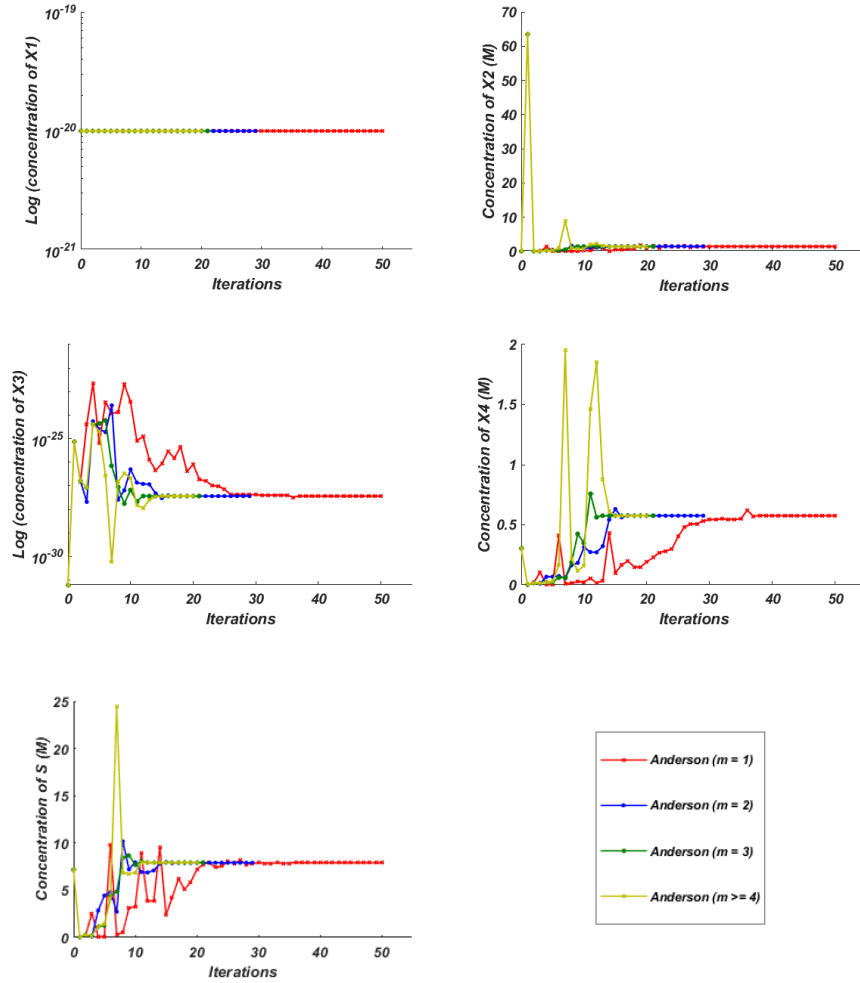 10-19
10-20
10-21
Log (concentration of X1)
0 10 20 30 40 50
Iterations
70
60
50
40
30
20
10
0
Concentration of X2 (M)
0 10 20 30 40 50
Iterations
10-25
10-30
Log (concentration of X3)
0 10 20 30 40 50
Iterations
2
1.5
1
0.5
0
Concentration of X4 (M)
0 10 20 30 40 50
Iterations
25
20
15
10
5
0
Concentration of S (M)
0 10 20 30 40 50
Iterations
Anderson (m = 1)
Anderson (m = 2)
Anderson (m = 3)
Anderson (m >= 4)